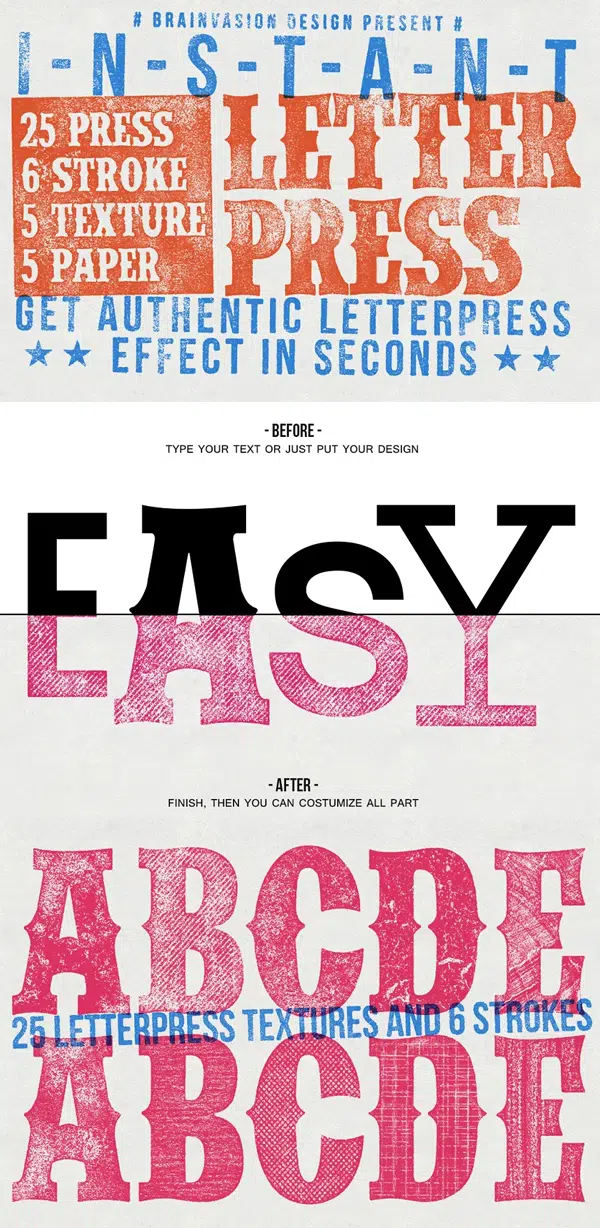 # BRAINVASION DESIGN PRESENT #
I-N-S-T-A-N-T
25 PRESS
6 STROKE
5 TEXTURE
5 PAPER
LETTER
PRESS
GET AUTHENTIC LETTERPRESS
★ ★ EFFECT IN SECONDS ★ ★
- BEFORE -
TYPE YOUR TEXT OR JUST PUT YOUR DESIGN
EASY
- AFTER -
FINISH, THEN YOU CAN COSTUMIZE ALL PART
ABCDE
25 LETTERPRESS TEXTURES AND 6 STROKES
ABCDE